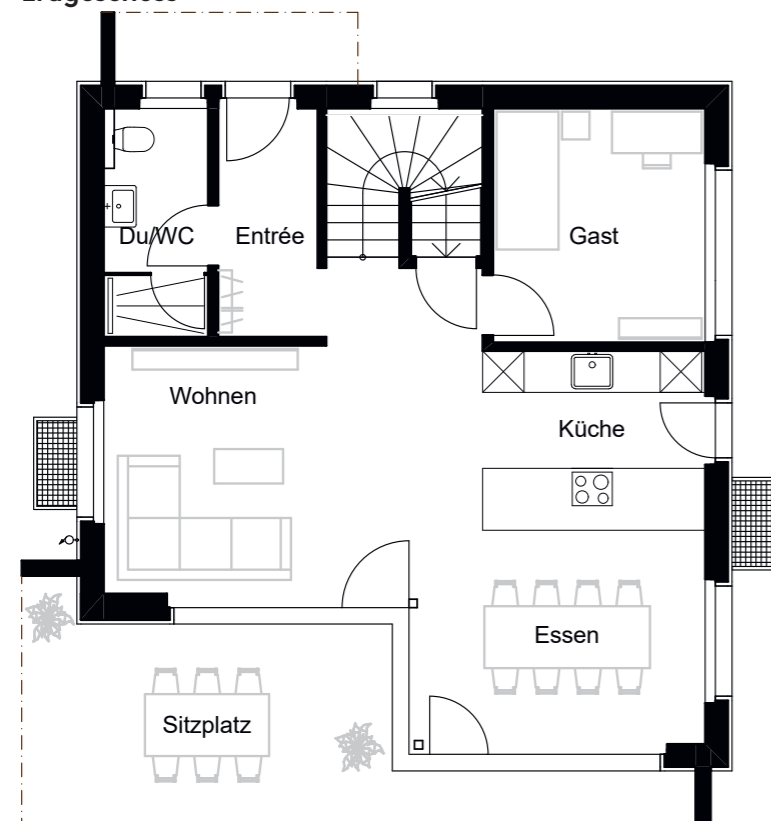 Erdgeschoss
Du/WC
Entrée
Gast
Wohnen
Küche
Essen
Sitzplatz